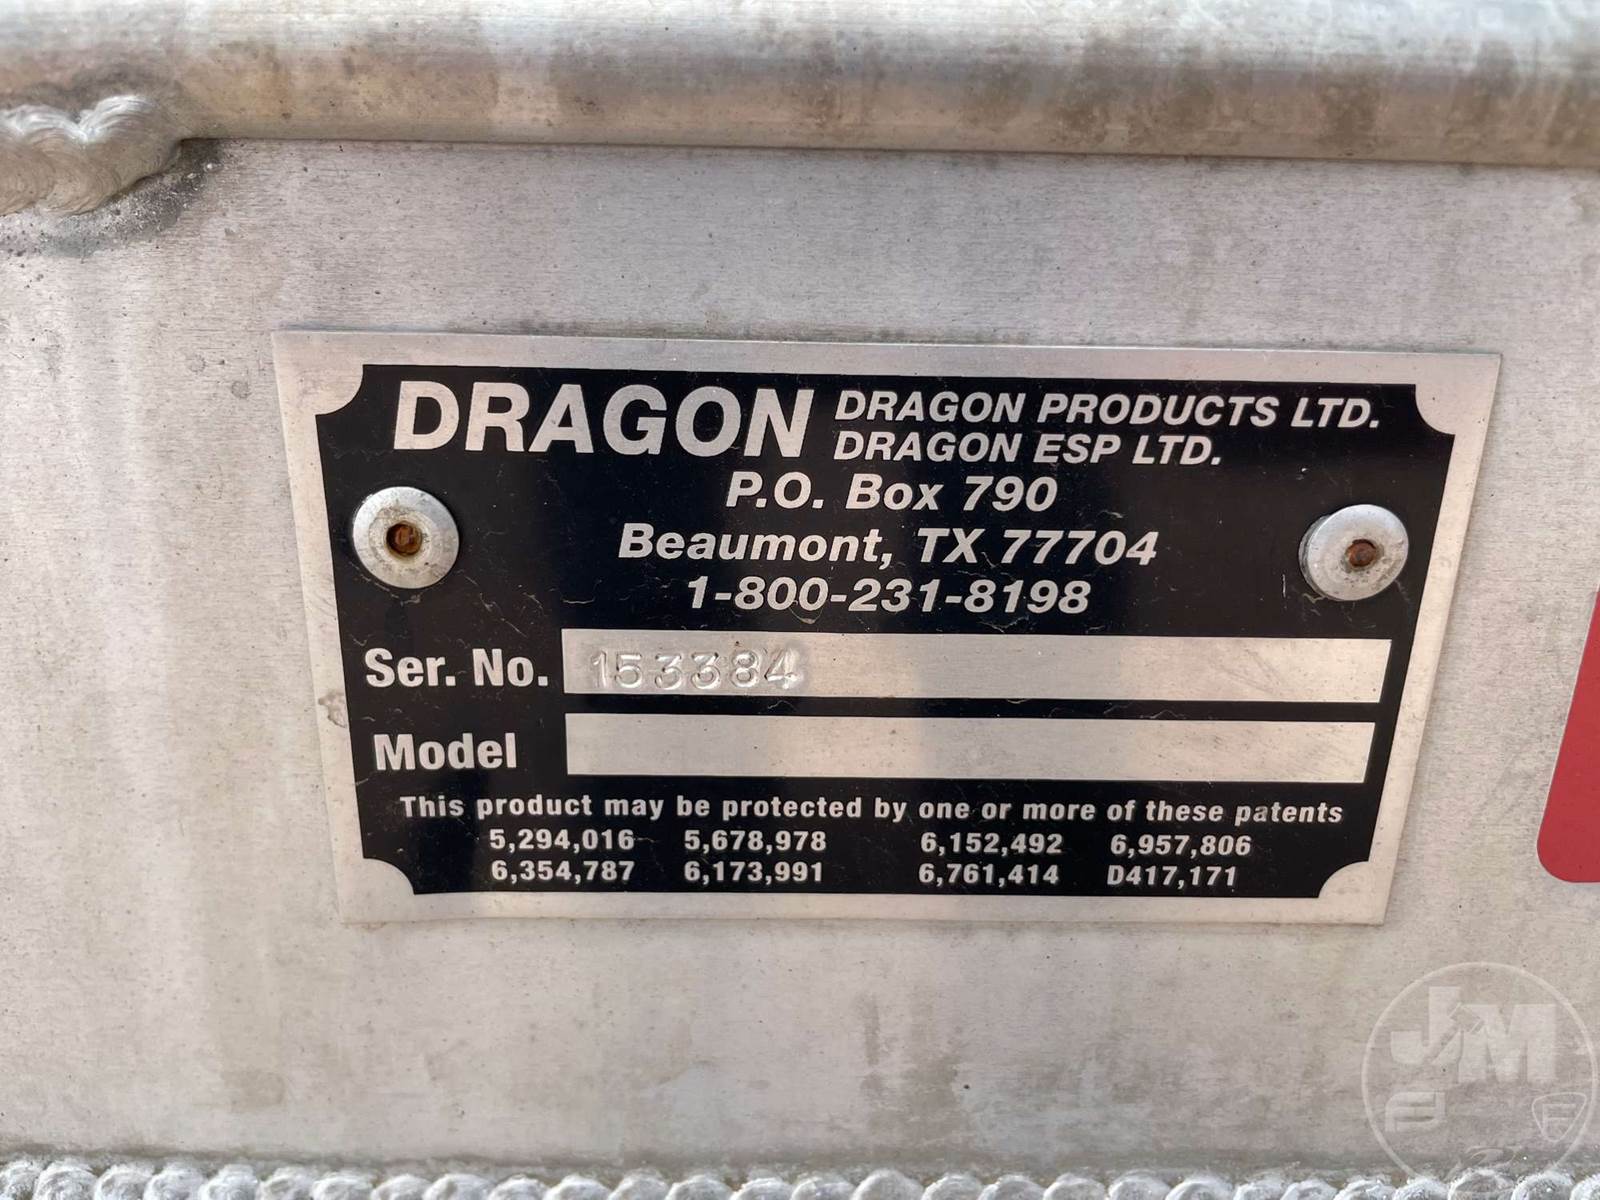 DRAGON DRAGON PRODUCTS LTD.
DRAGON ESP LTD.
P.O. Box 790
Beaumont, TX 77704
1-800-231-8198
Ser. No. 153384
Model
This product may be protected by one or more of these patents
5,294,016 5,678,978 6,152,492 6,957,806
6,354,787 6,173,991 6,761,414 D417,171
JM